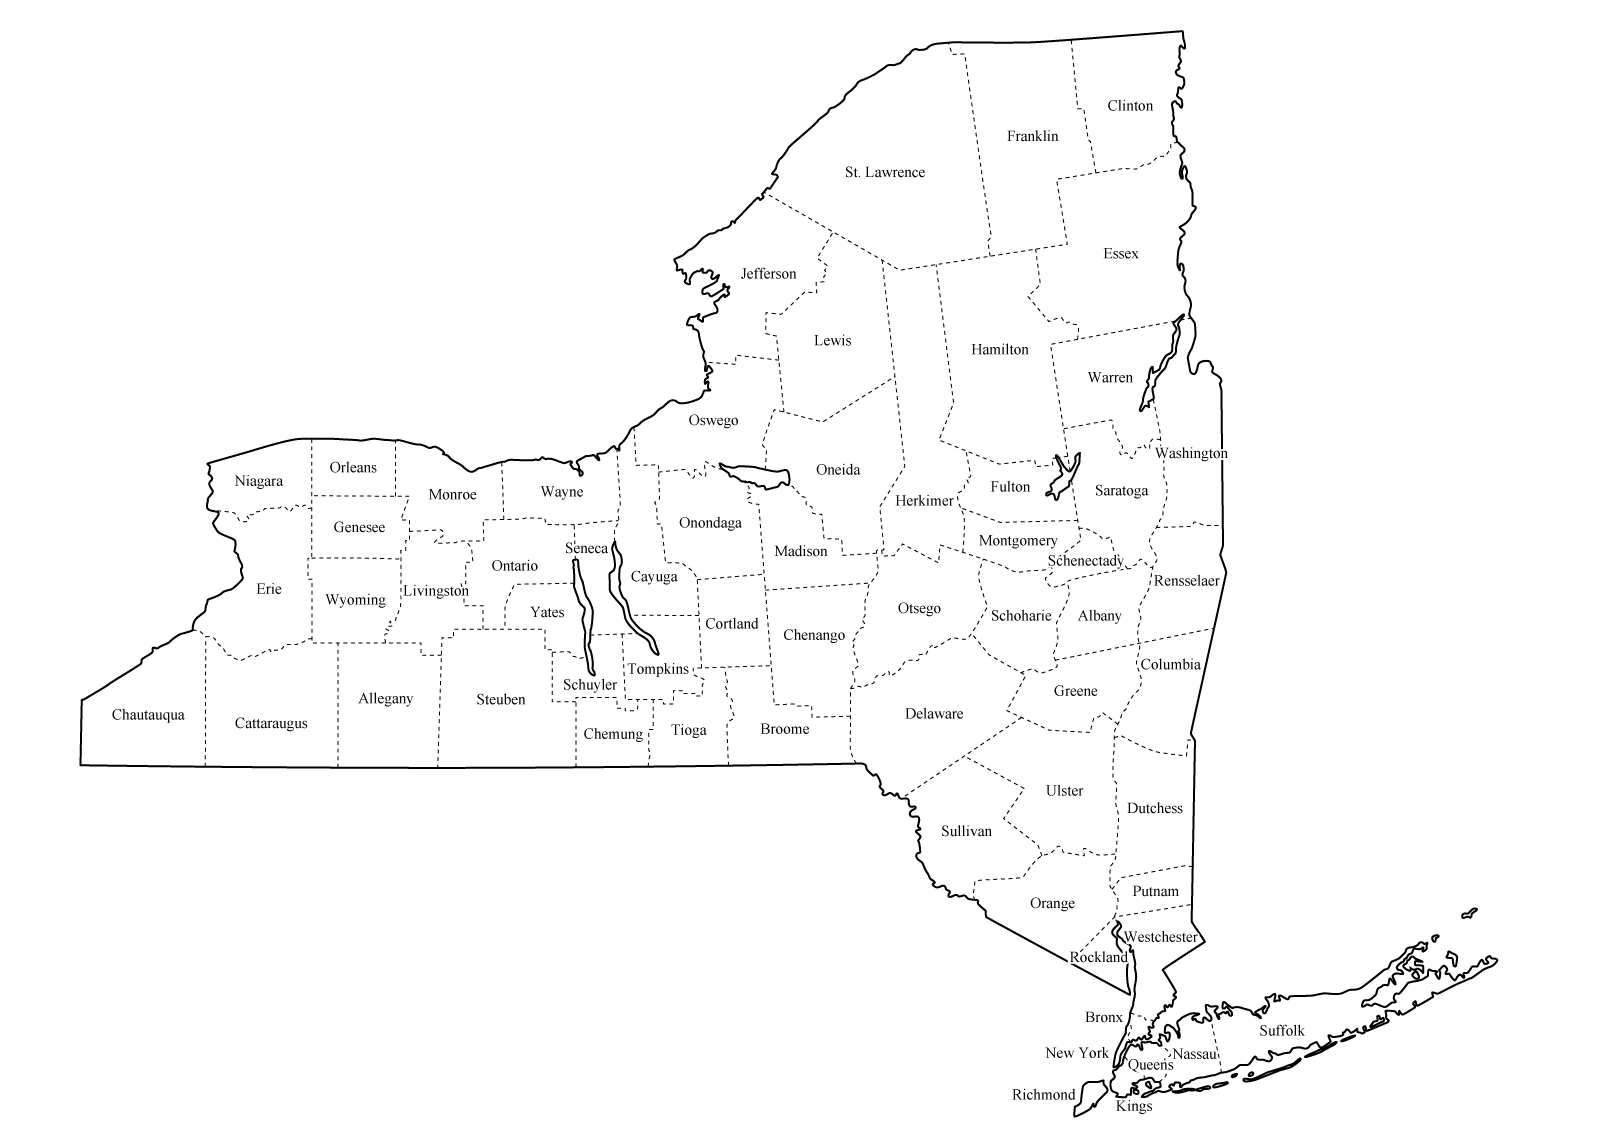 Clinton
Franklin
St. Lawrence
Essex
Jefferson
Lewis
Hamilton
Warren
Oswego
Washington
Oneida
Orleans
Niagara
Monroe
Wayne
Fulton
Saratoga
Herkimer
Genesee
Onondaga
Montgomery
Seneca
Madison
Schenectady
Ontario
Cayuga
Rensselaer
Erie
Livingston
Wyoming
Yates
Otsego
Schoharie
Albany
Cortland
Chenango
Columbia
Tompkins
Schuyler
Greene
Allegany
Steuben
Chautauqua
Delaware
Cattaraugus
Chemung
Tioga
Broome
Ulster
Dutchess
Sullivan
Putnam
Orange
Westchester
Rockland
Bronx
Suffolk
New York
Nassau
Queens
Richmond
Kings